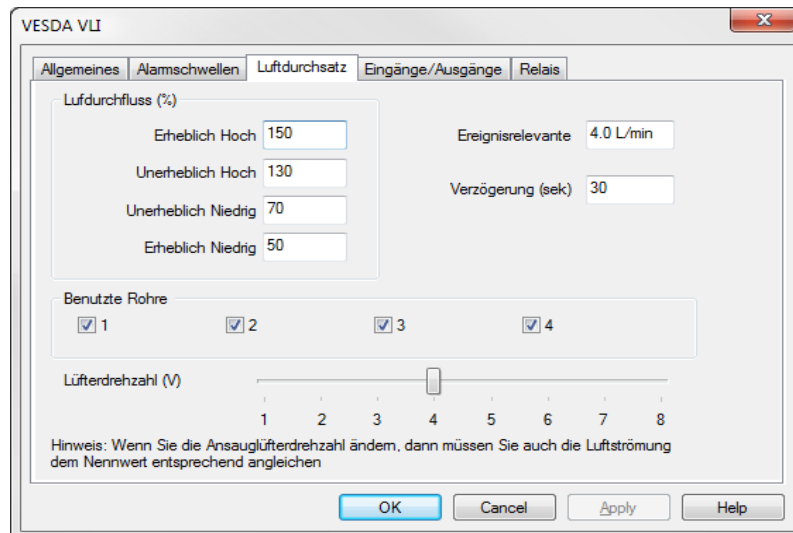 VESDA VLI
Allgemeines Alarmschwellen Luftdurchsatz Eingänge/Ausgänge Relais
Lufdurchfluss (%)
Erheblich Hoch 150 Ereignisrelevante 4.0 L/min
Unerheblich Hoch 130
Verzögerung (sek) 30
Unerheblich Niedrig 70
Erheblich Niedrig 50
Benutzte Rohre
1 2 3 4
Lüfterdrehzahl (V)
1 2 3 4 5 6 7 8
Hinweis: Wenn Sie die Ansauglüfterdrehzahl ändern, dann müssen Sie auch die Luftströmung
dem Nennwert entsprechend angleichen
OK Cancel Apply Help